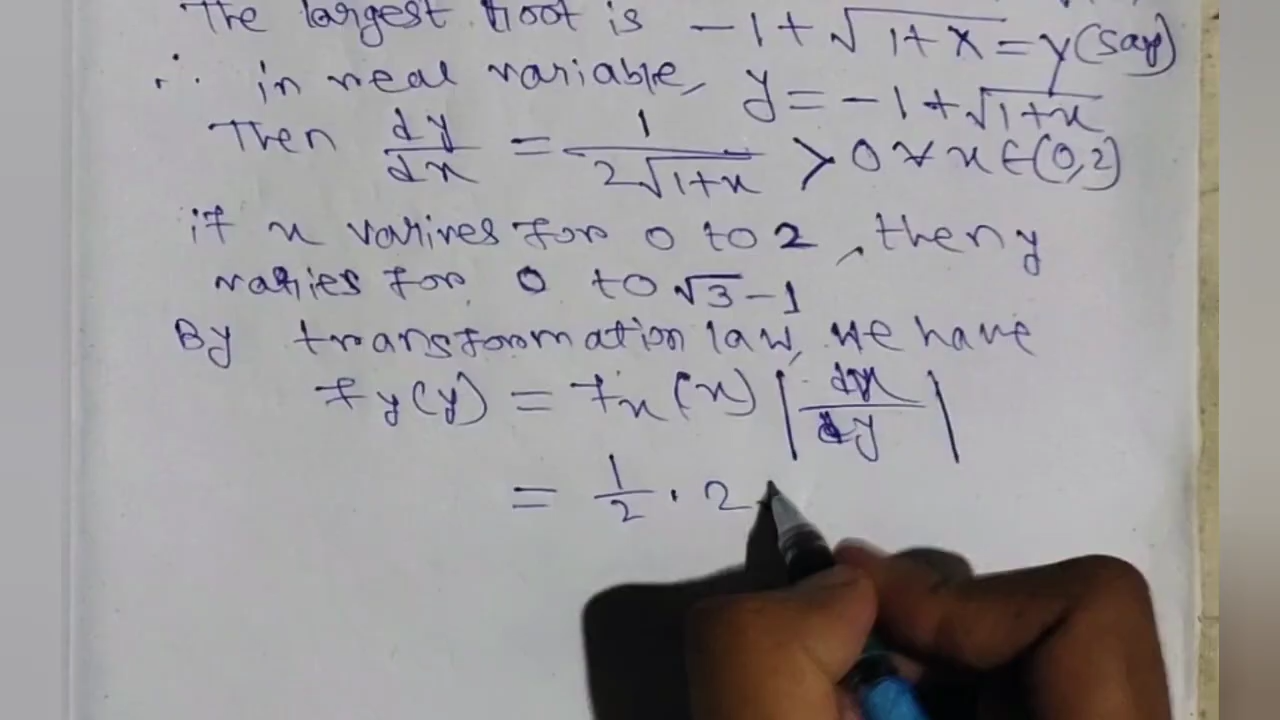 The largest root is −1+√1+X = Y(say)
∴ in real variable, y = −1+√1+x
Then dy/dx = 1/2√1+x > 0 ∀ x ∈ (0,2)
if x varives for 0 to 2, then y
varies for 0 to √3−1
By transformation law, we have
fy(y) = fx(x) |dx/dy|
= 1/2 · 2